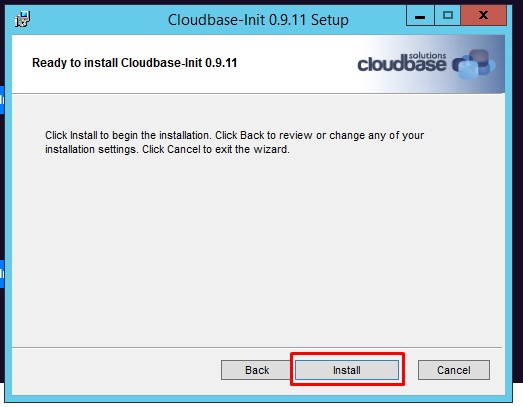 Cloudbase-Init 0.9.11 Setup
Ready to install Cloudbase-Init 0.9.11
solutions
cloudbase
Click Install to begin the installation. Click Back to review or change any of your
installation settings. Click Cancel to exit the wizard.
Back
Install
Cancel